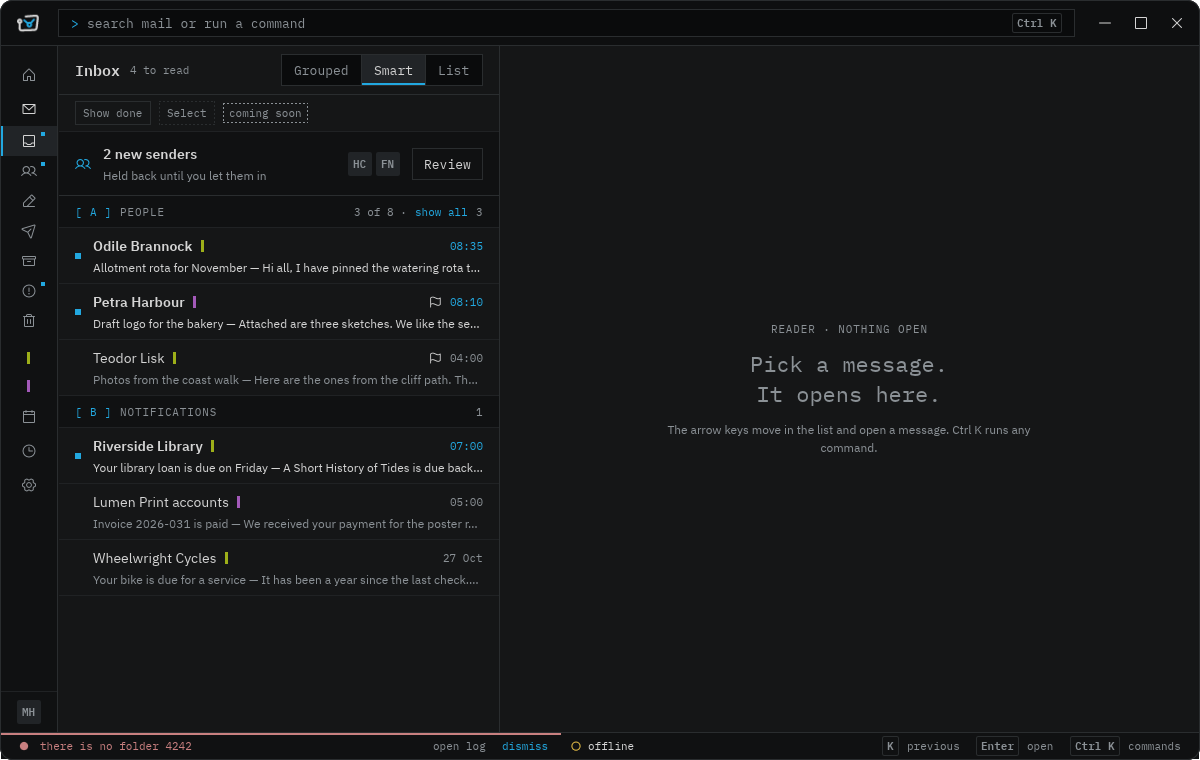 > search mail or run a command Ctrl K
Inbox 4 to read Grouped Smart List
Show done Select coming soon
2 new senders
Held back until you let them in
HC FN Review
[ A ] PEOPLE 3 of 8 · show all 3
Odile Brannock 08:35
Allotment rota for November — Hi all, I have pinned the watering rota t...
Petra Harbour 08:10
Draft logo for the bakery — Attached are three sketches. We like the se...
Teodor Lisk 04:00
Photos from the coast walk — Here are the ones from the cliff path. Th...
[ B ] NOTIFICATIONS 1
Riverside Library 07:00
Your library loan is due on Friday — A Short History of Tides is due back...
Lumen Print accounts 05:00
Invoice 2026-031 is paid — We received your payment for the poster r...
Wheelwright Cycles 27 Oct
Your bike is due for a service — It has been a year since the last check....
READER · NOTHING OPEN
Pick a message.
It opens here.
The arrow keys move in the list and open a message. Ctrl K runs any
command.
MH
there is no folder 4242 open log dismiss offline K previous Enter open Ctrl K commands